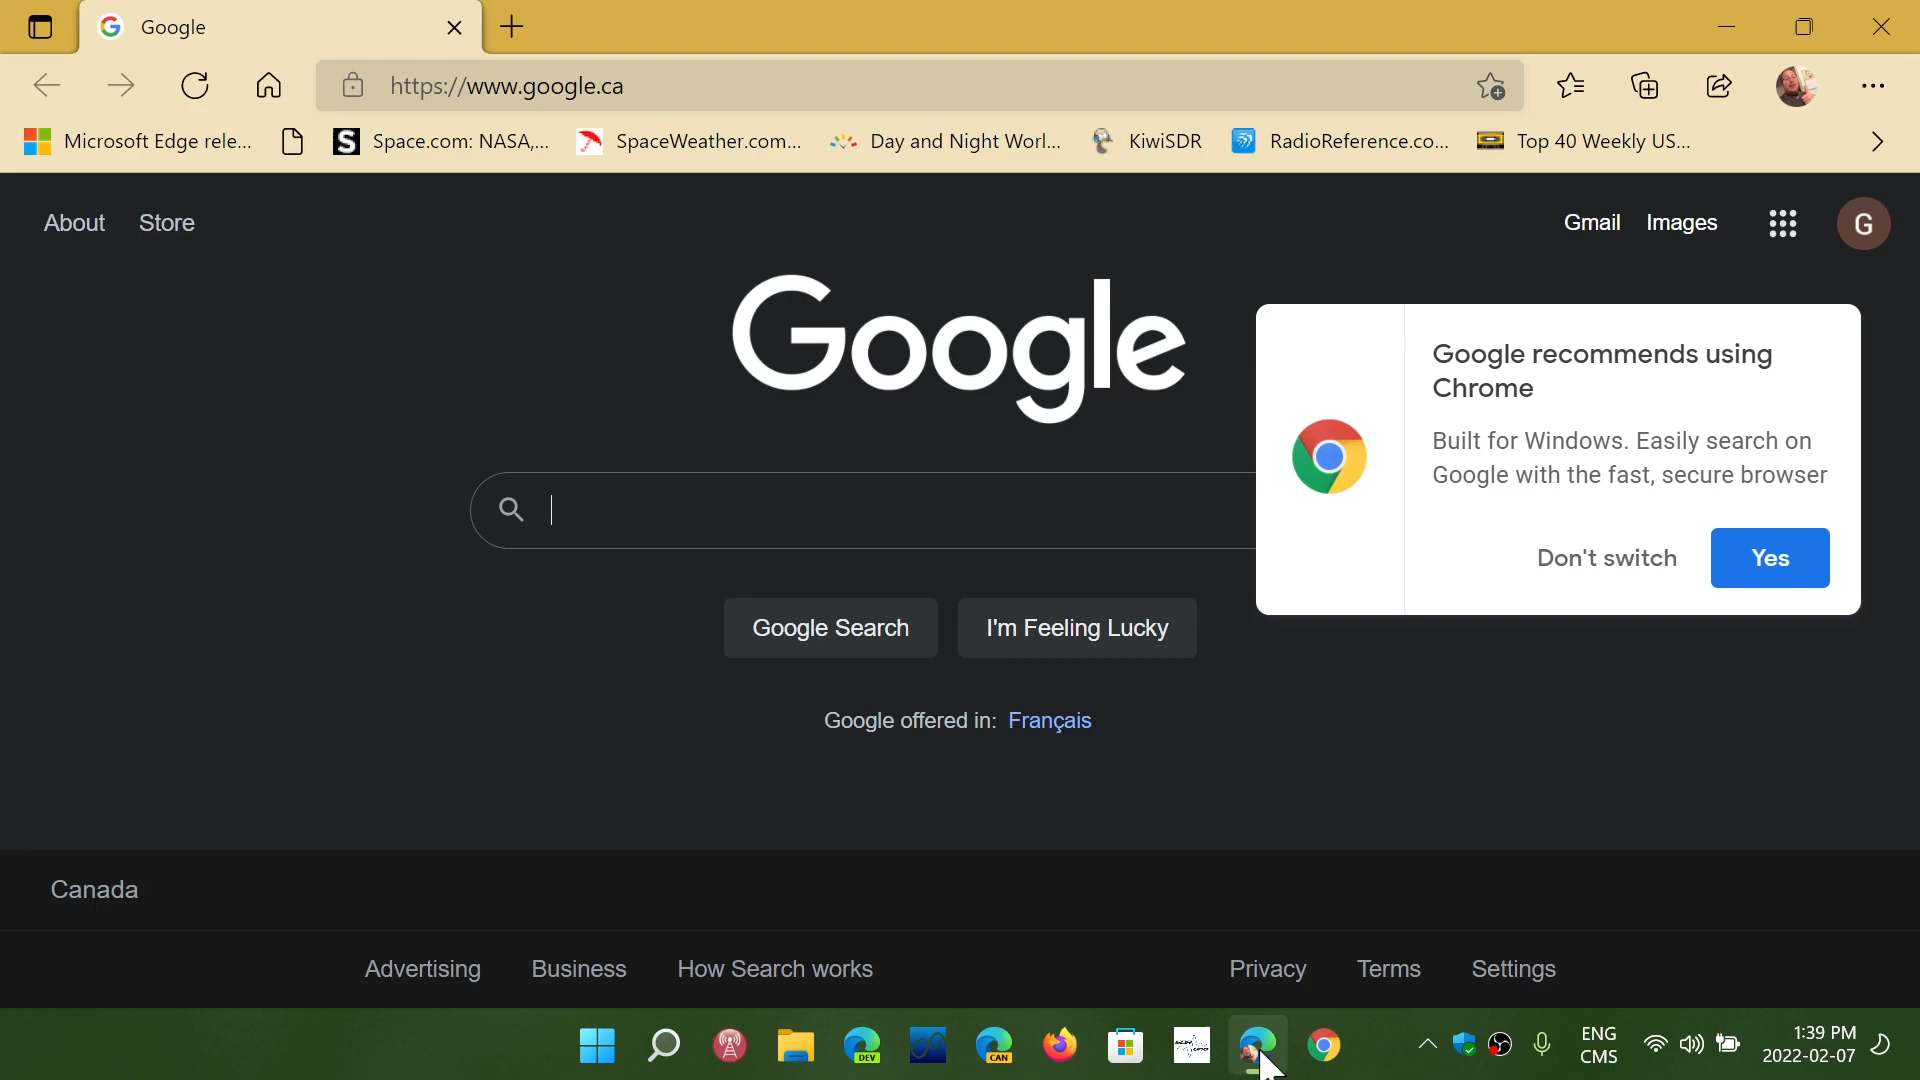 Google
https://www.google.ca
Microsoft Edge rele...
S
Space.com: NASA,...
SpaceWeather.com...
Day and Night Worl...
KiwiSDR
RadioReference.co...
Top 40 Weekly US...
About
Store
Gmail
Images
G
Google
Google recommends using
Chrome
Built for Windows. Easily search on
Google with the fast, secure browser
Don't switch
Yes
Google Search
I'm Feeling Lucky
Google offered in: Français
Canada
Advertising
Business
How Search works
Privacy
Terms
Settings
DEV
CAN
ENG
CMS
1:39 PM
2022-02-07